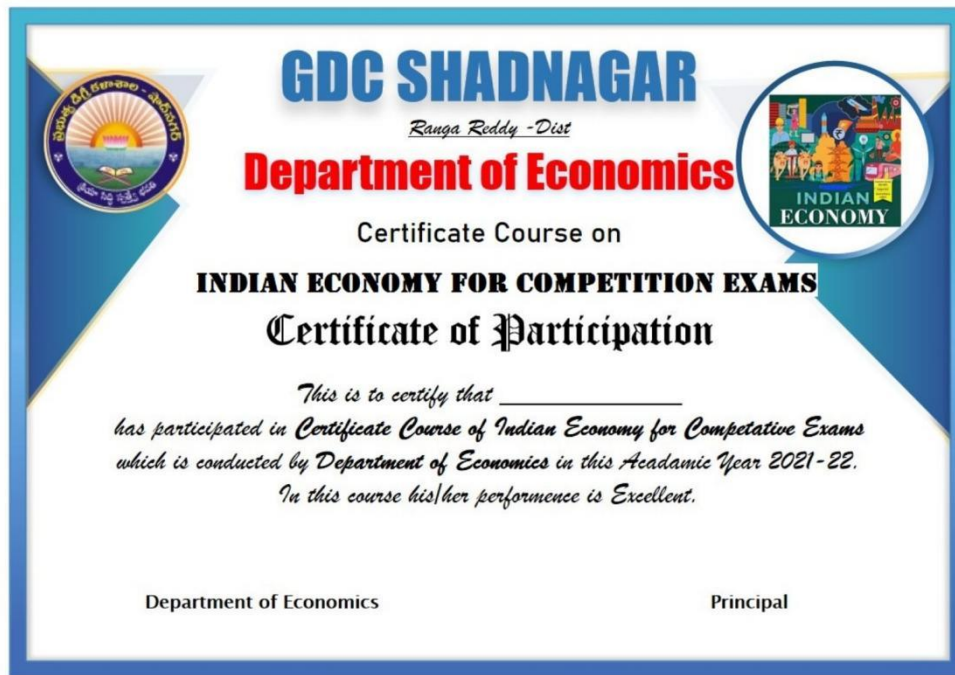 GDC SHADNAGAR
Ranga Reddy -Dist
Department of Economics
ప్రభుత్వ డిగ్రీ కళాశాల - షాద్‌నగర్
INDIAN
ECONOMY
Certificate Course on
INDIAN ECONOMY FOR COMPETITION EXAMS
Certificate of Participation
This is to certify that
has participated in Certificate Course of Indian Economy for Competative Exams
which is conducted by Department of Economics in this Acadamic Year 2021-22.
In this course his/her performence is Excellent.
Department of Economics
Principal